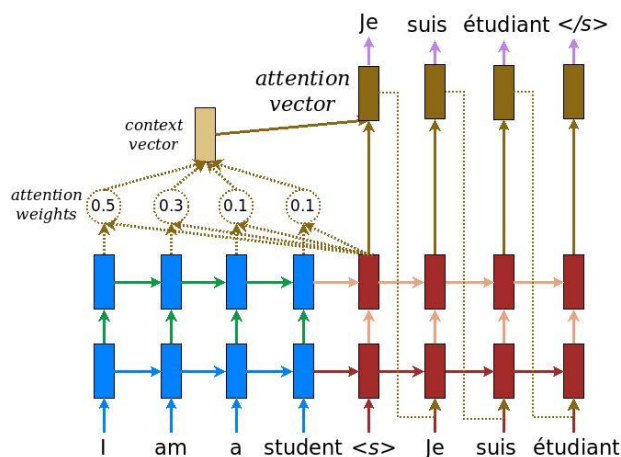 Je suis étudiant </s>
attention
vector
context
vector
attention
weights
0.5 0.3 0.1 0.1
I am a student <s> Je suis étudiant